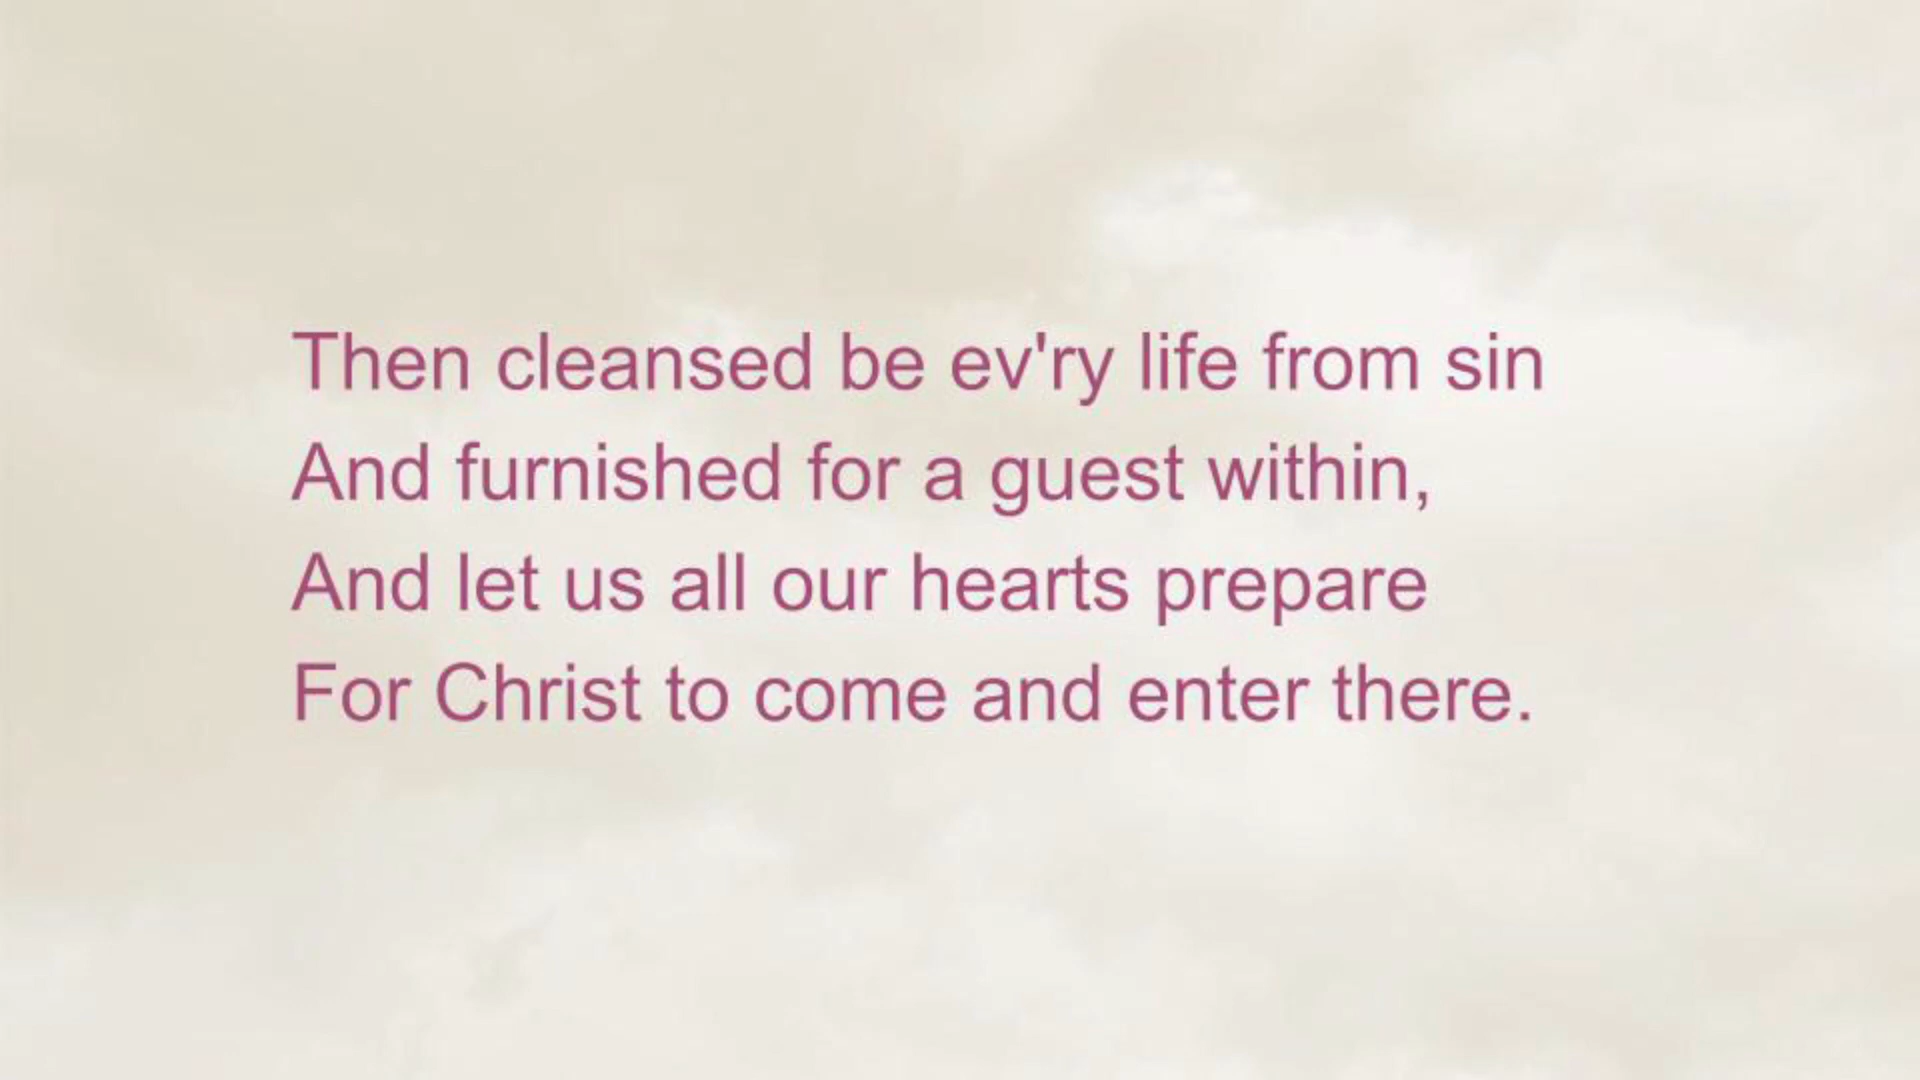 Then cleansed be ev'ry life from sin
And furnished for a guest within,
And let us all our hearts prepare
For Christ to come and enter there.